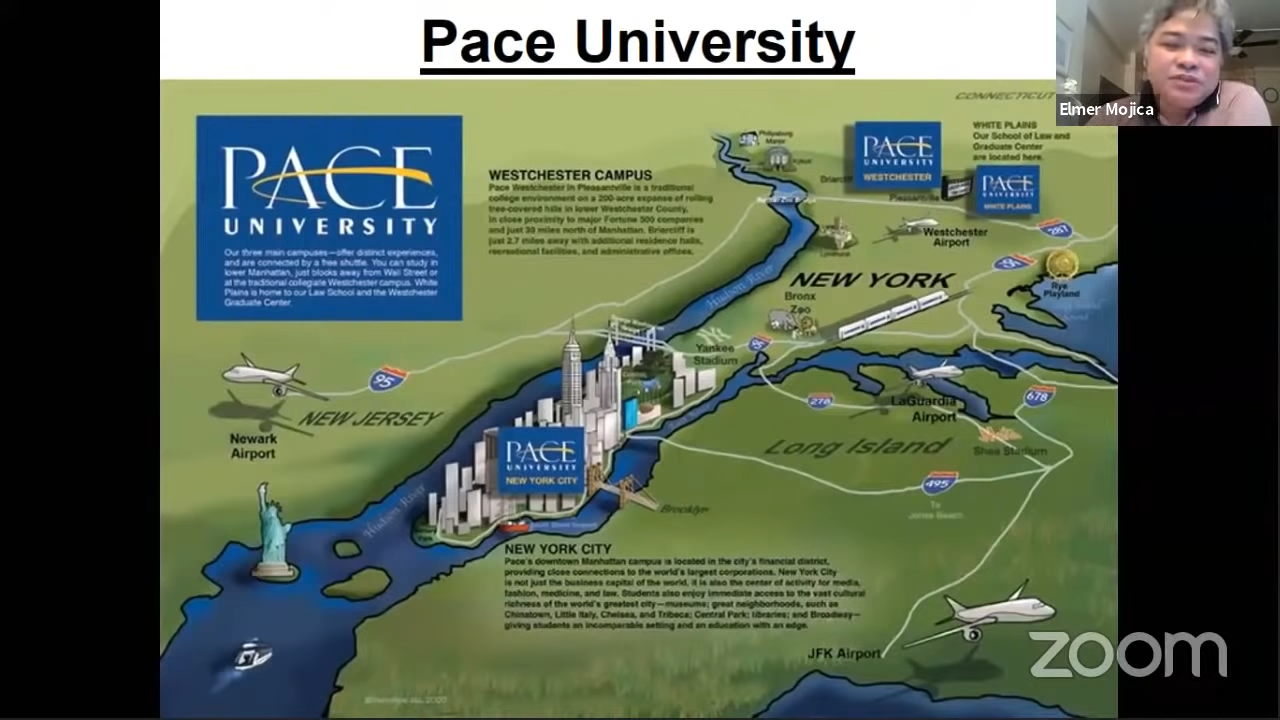 Pace University
Elmer Mojica
CONNECTICUT
PACE
UNIVERSITY
Our three main campuses—offer distinct experiences,
and are connected by a free shuttle. You can study in
lower Manhattan, just blocks away from Wall Street or
at the traditional collegiate Westchester campus. White
Plains is home to our Law School and the Westchester
Graduate Center
WESTCHESTER CAMPUS
Pace Westchester in Pleasantville is a traditional
college environment on a 200-acre expanse of rolling
tree-covered hills in lower Westchester County,
in close proximity to major Fortune 500 companies
and just 30 miles north of Manhattan. Briarcliff is
just 2.7 miles away with additional residence halls,
recreational facilities, and administrative offices.
Philipsburg
Manor
PACE
UNIVERSITY
WESTCHESTER
WHITE PLAINS
Our School of Law and
Graduate Center
are located here.
Briarcliff
Pleasantville
PACE
UNIVERSITY
WHITE PLAINS
Westchester
Airport
287
Lyndhurst
Hudson River
NEW YORK
95
Rye
Playland
Bronx
Zoo
Yankee
Stadium
95
95
NEW JERSEY
Newark
Airport
278
LaGuardia
Airport
678
Long Island
Shea Stadium
495
To
Jones Beach
PACE
UNIVERSITY
NEW YORK CITY
Brooklyn
Hudson River
South Street Seaport
NEW YORK CITY
Pace's downtown Manhattan campus is located in the city's financial district,
providing close connections to the world's largest corporations. New York City
is not just the business capital of the world, it is also the center of activity for media,
fashion, medicine, and law. Students also enjoy immediate access to the vast cultural
richness of the world's greatest city—museums; great neighborhoods, such as
Chinatown, Little Italy, Chelsea, and Tribeca; Central Park; libraries; and Broadway—
giving students an incomparable setting and an education with an edge.
JFK Airport
zoom